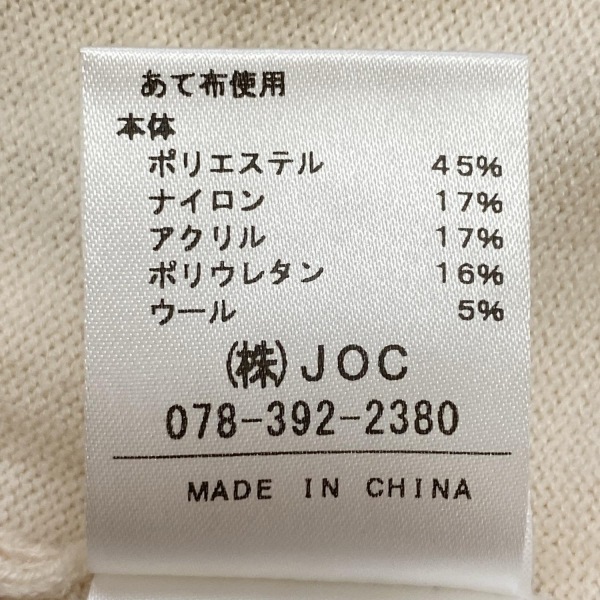 あて布使用
本体
ポリエステル 45%
ナイロン 17%
アクリル 17%
ポリウレタン 16%
ウール 5%
(株)JOC
078-392-2380
MADE IN CHINA